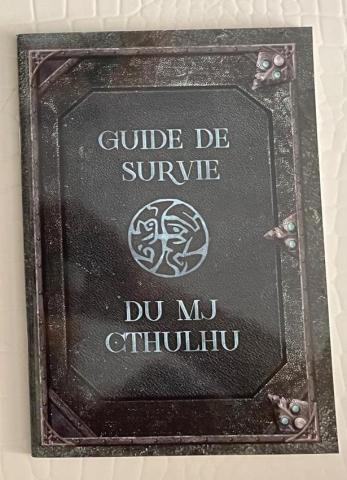 GUIDE DE
SURVIE
DU MJ
CTHULHU